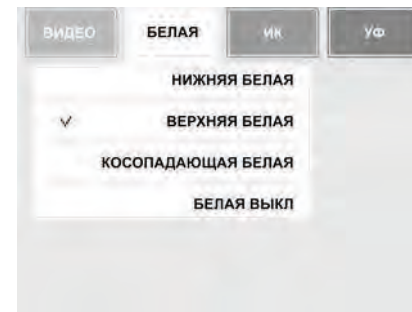 ВИДЕО БЕЛАЯ ИК УФ
НИЖНЯЯ БЕЛАЯ
ВЕРХНЯЯ БЕЛАЯ
КОСОПАДАЮЩАЯ БЕЛАЯ
БЕЛАЯ ВЫКЛ